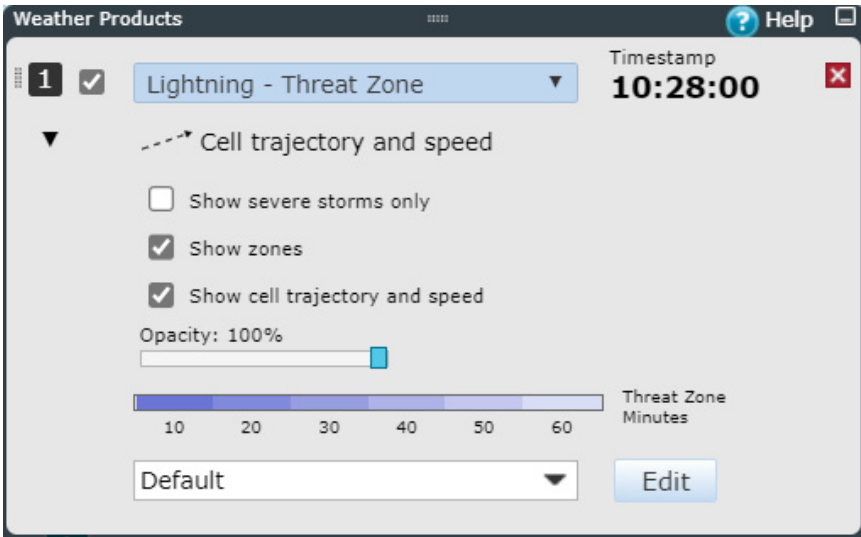 Weather Products ? Help
1 Lightning - Threat Zone Timestamp
10:28:00
Cell trajectory and speed
Show severe storms only
Show zones
Show cell trajectory and speed
Opacity: 100%
Threat Zone
Minutes
10 20 30 40 50 60
Default Edit